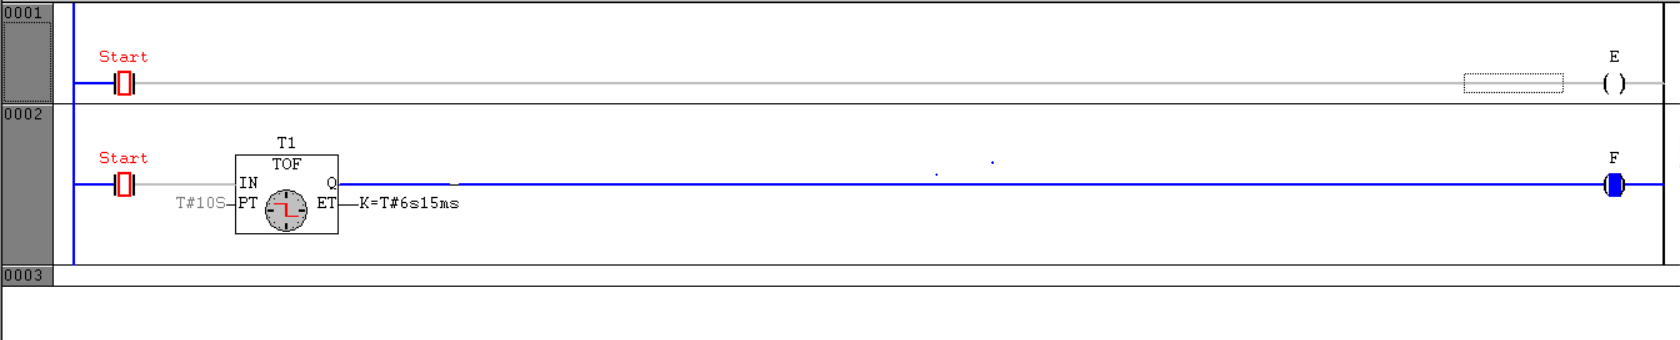 0001
Start
E
( )
0002
Start
T1
TOF
IN
Q
T#10S
PT
ET
K=T#6s15ms
F
0003